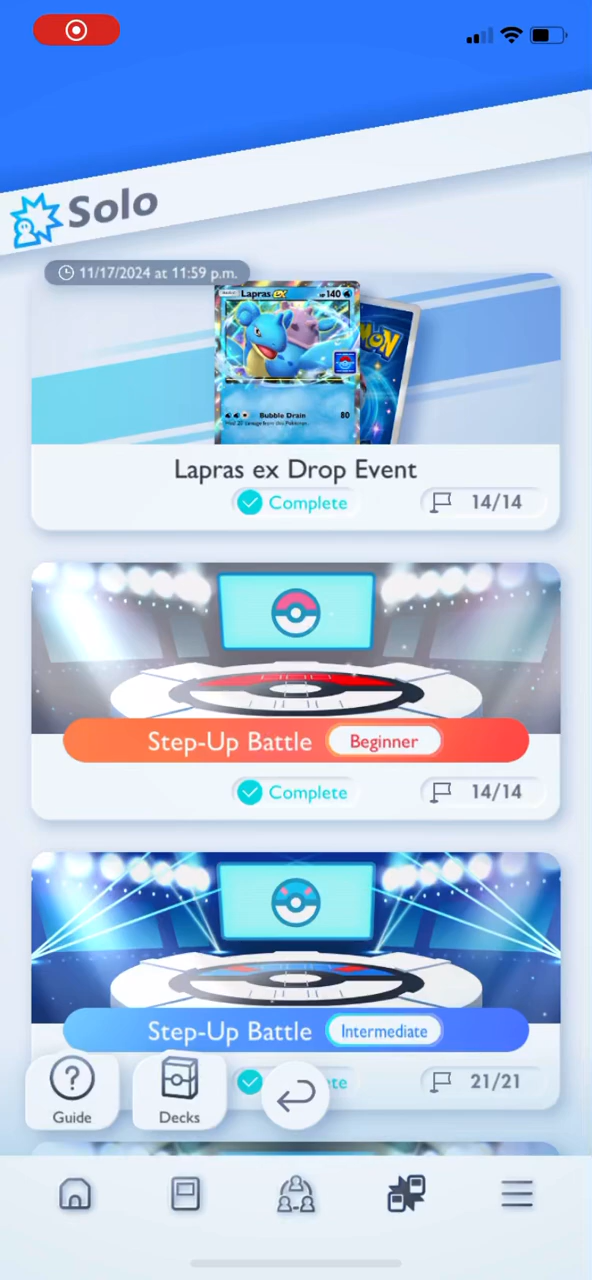 Solo
11/17/2024 at 11:59 p.m.
Lapras ex 140
Bubble Drain 80
Lapras ex Drop Event
Complete 14/14
Step-Up Battle Beginner
Complete 14/14
Step-Up Battle Intermediate
te 21/21
Guide Decks